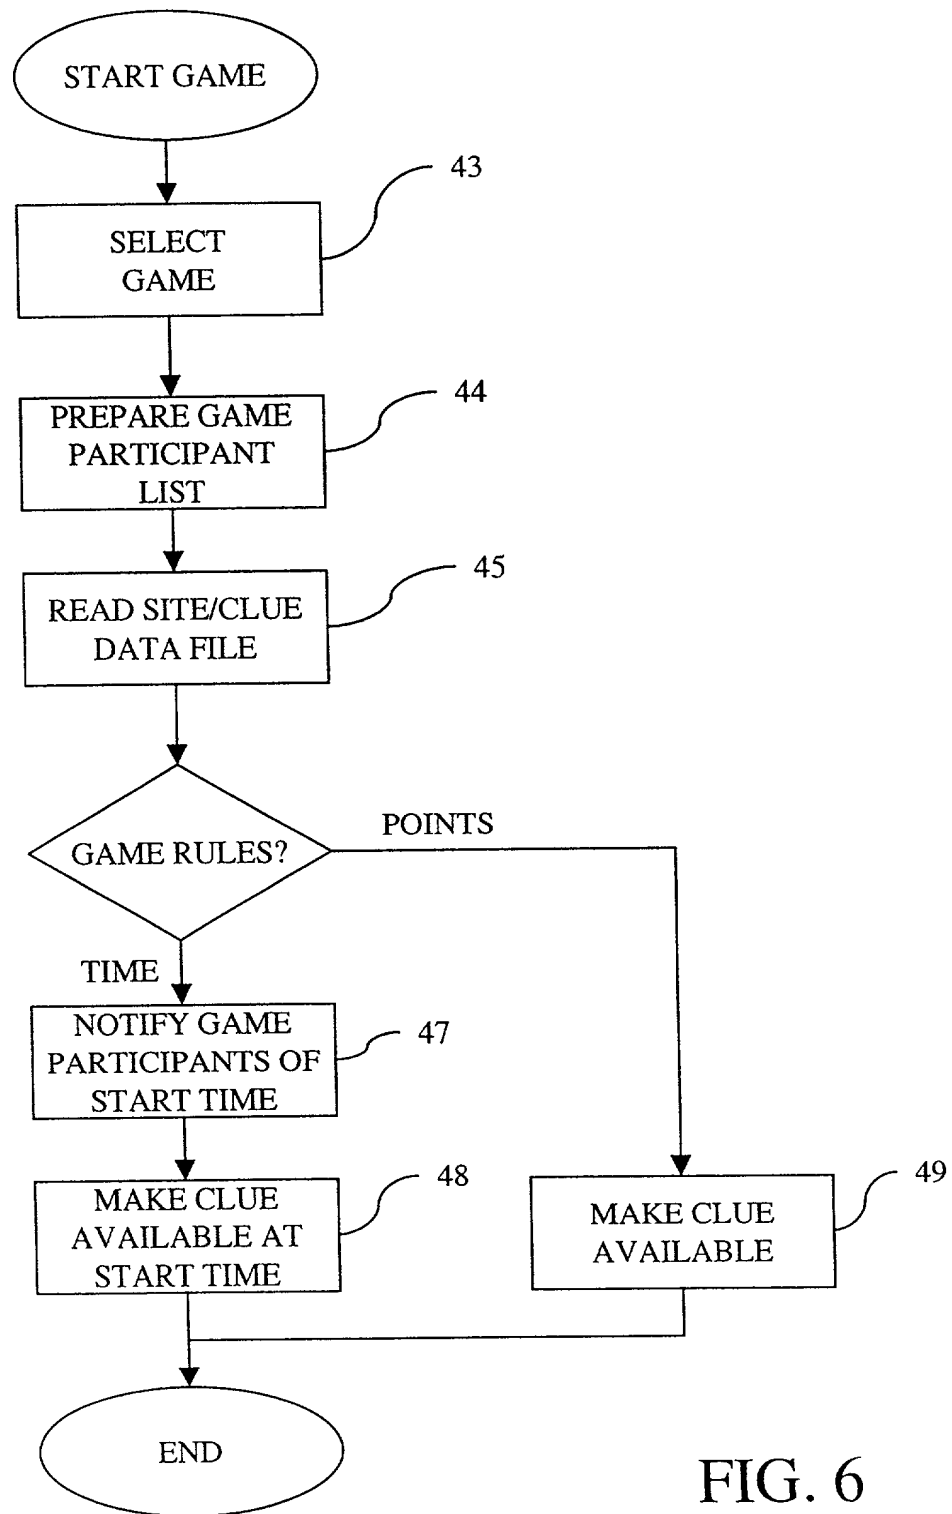 START GAME
43
SELECT
GAME
44
PREPARE GAME
PARTICIPANT
LIST
45
READ SITE/CLUE
DATA FILE
POINTS
GAME RULES?
TIME
NOTIFY GAME
PARTICIPANTS OF
START TIME
47
MAKE CLUE
AVAILABLE AT
START TIME
48
MAKE CLUE
AVAILABLE
49
END
FIG. 6